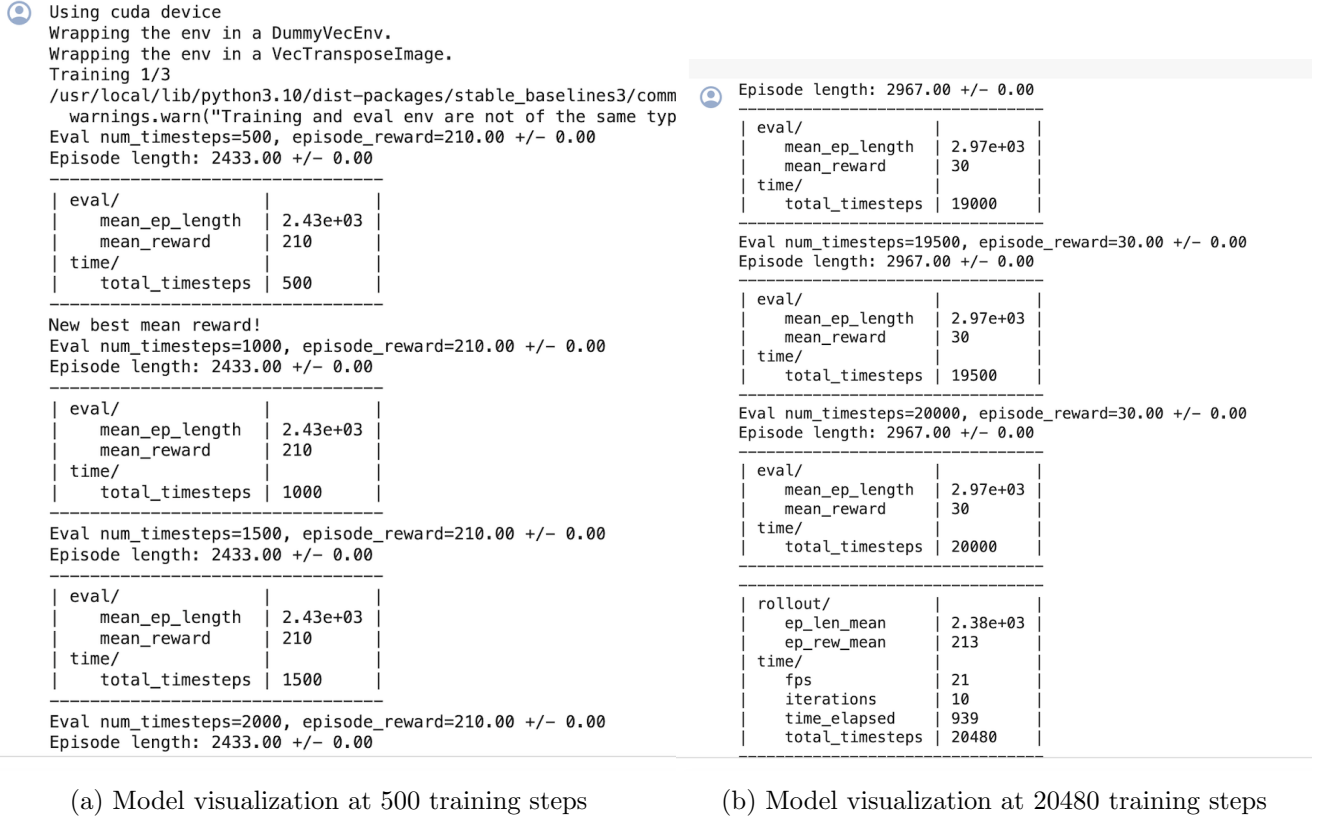 Using cuda device
Wrapping the env in a DummyVecEnv.
Wrapping the env in a VecTransposeImage.
Training 1/3
/usr/local/lib/python3.10/dist-packages/stable_baselines3/comm
warnings.warn("Training and eval env are not of the same typ
Eval num_timesteps=500, episode_reward=210.00 +/- 0.00
Episode length: 2433.00 +/- 0.00
----------------------------------
| eval/              |          |
|    mean_ep_length  | 2.43e+03 |
|    mean_reward     | 210      |
| time/              |          |
|    total_timesteps | 500      |
----------------------------------
New best mean reward!
Eval num_timesteps=1000, episode_reward=210.00 +/- 0.00
Episode length: 2433.00 +/- 0.00
----------------------------------
| eval/              |          |
|    mean_ep_length  | 2.43e+03 |
|    mean_reward     | 210      |
| time/              |          |
|    total_timesteps | 1000     |
----------------------------------
Eval num_timesteps=1500, episode_reward=210.00 +/- 0.00
Episode length: 2433.00 +/- 0.00
----------------------------------
| eval/              |          |
|    mean_ep_length  | 2.43e+03 |
|    mean_reward     | 210      |
| time/              |          |
|    total_timesteps | 1500     |
----------------------------------
Eval num_timesteps=2000, episode_reward=210.00 +/- 0.00
Episode length: 2433.00 +/- 0.00
(a) Model visualization at 500 training steps
Episode length: 2967.00 +/- 0.00
----------------------------------
| eval/              |          |
|    mean_ep_length  | 2.97e+03 |
|    mean_reward     | 30       |
| time/              |          |
|    total_timesteps | 19000    |
----------------------------------
Eval num_timesteps=19500, episode_reward=30.00 +/- 0.00
Episode length: 2967.00 +/- 0.00
----------------------------------
| eval/              |          |
|    mean_ep_length  | 2.97e+03 |
|    mean_reward     | 30       |
| time/              |          |
|    total_timesteps | 19500    |
----------------------------------
Eval num_timesteps=20000, episode_reward=30.00 +/- 0.00
Episode length: 2967.00 +/- 0.00
----------------------------------
| eval/              |          |
|    mean_ep_length  | 2.97e+03 |
|    mean_reward     | 30       |
| time/              |          |
|    total_timesteps | 20000    |
----------------------------------
----------------------------------
| rollout/           |          |
|    ep_len_mean     | 2.38e+03 |
|    ep_rew_mean     | 213      |
| time/              |          |
|    fps             | 21       |
|    iterations      | 10       |
|    time_elapsed    | 939      |
|    total_timesteps | 20480    |
----------------------------------
(b) Model visualization at 20480 training steps